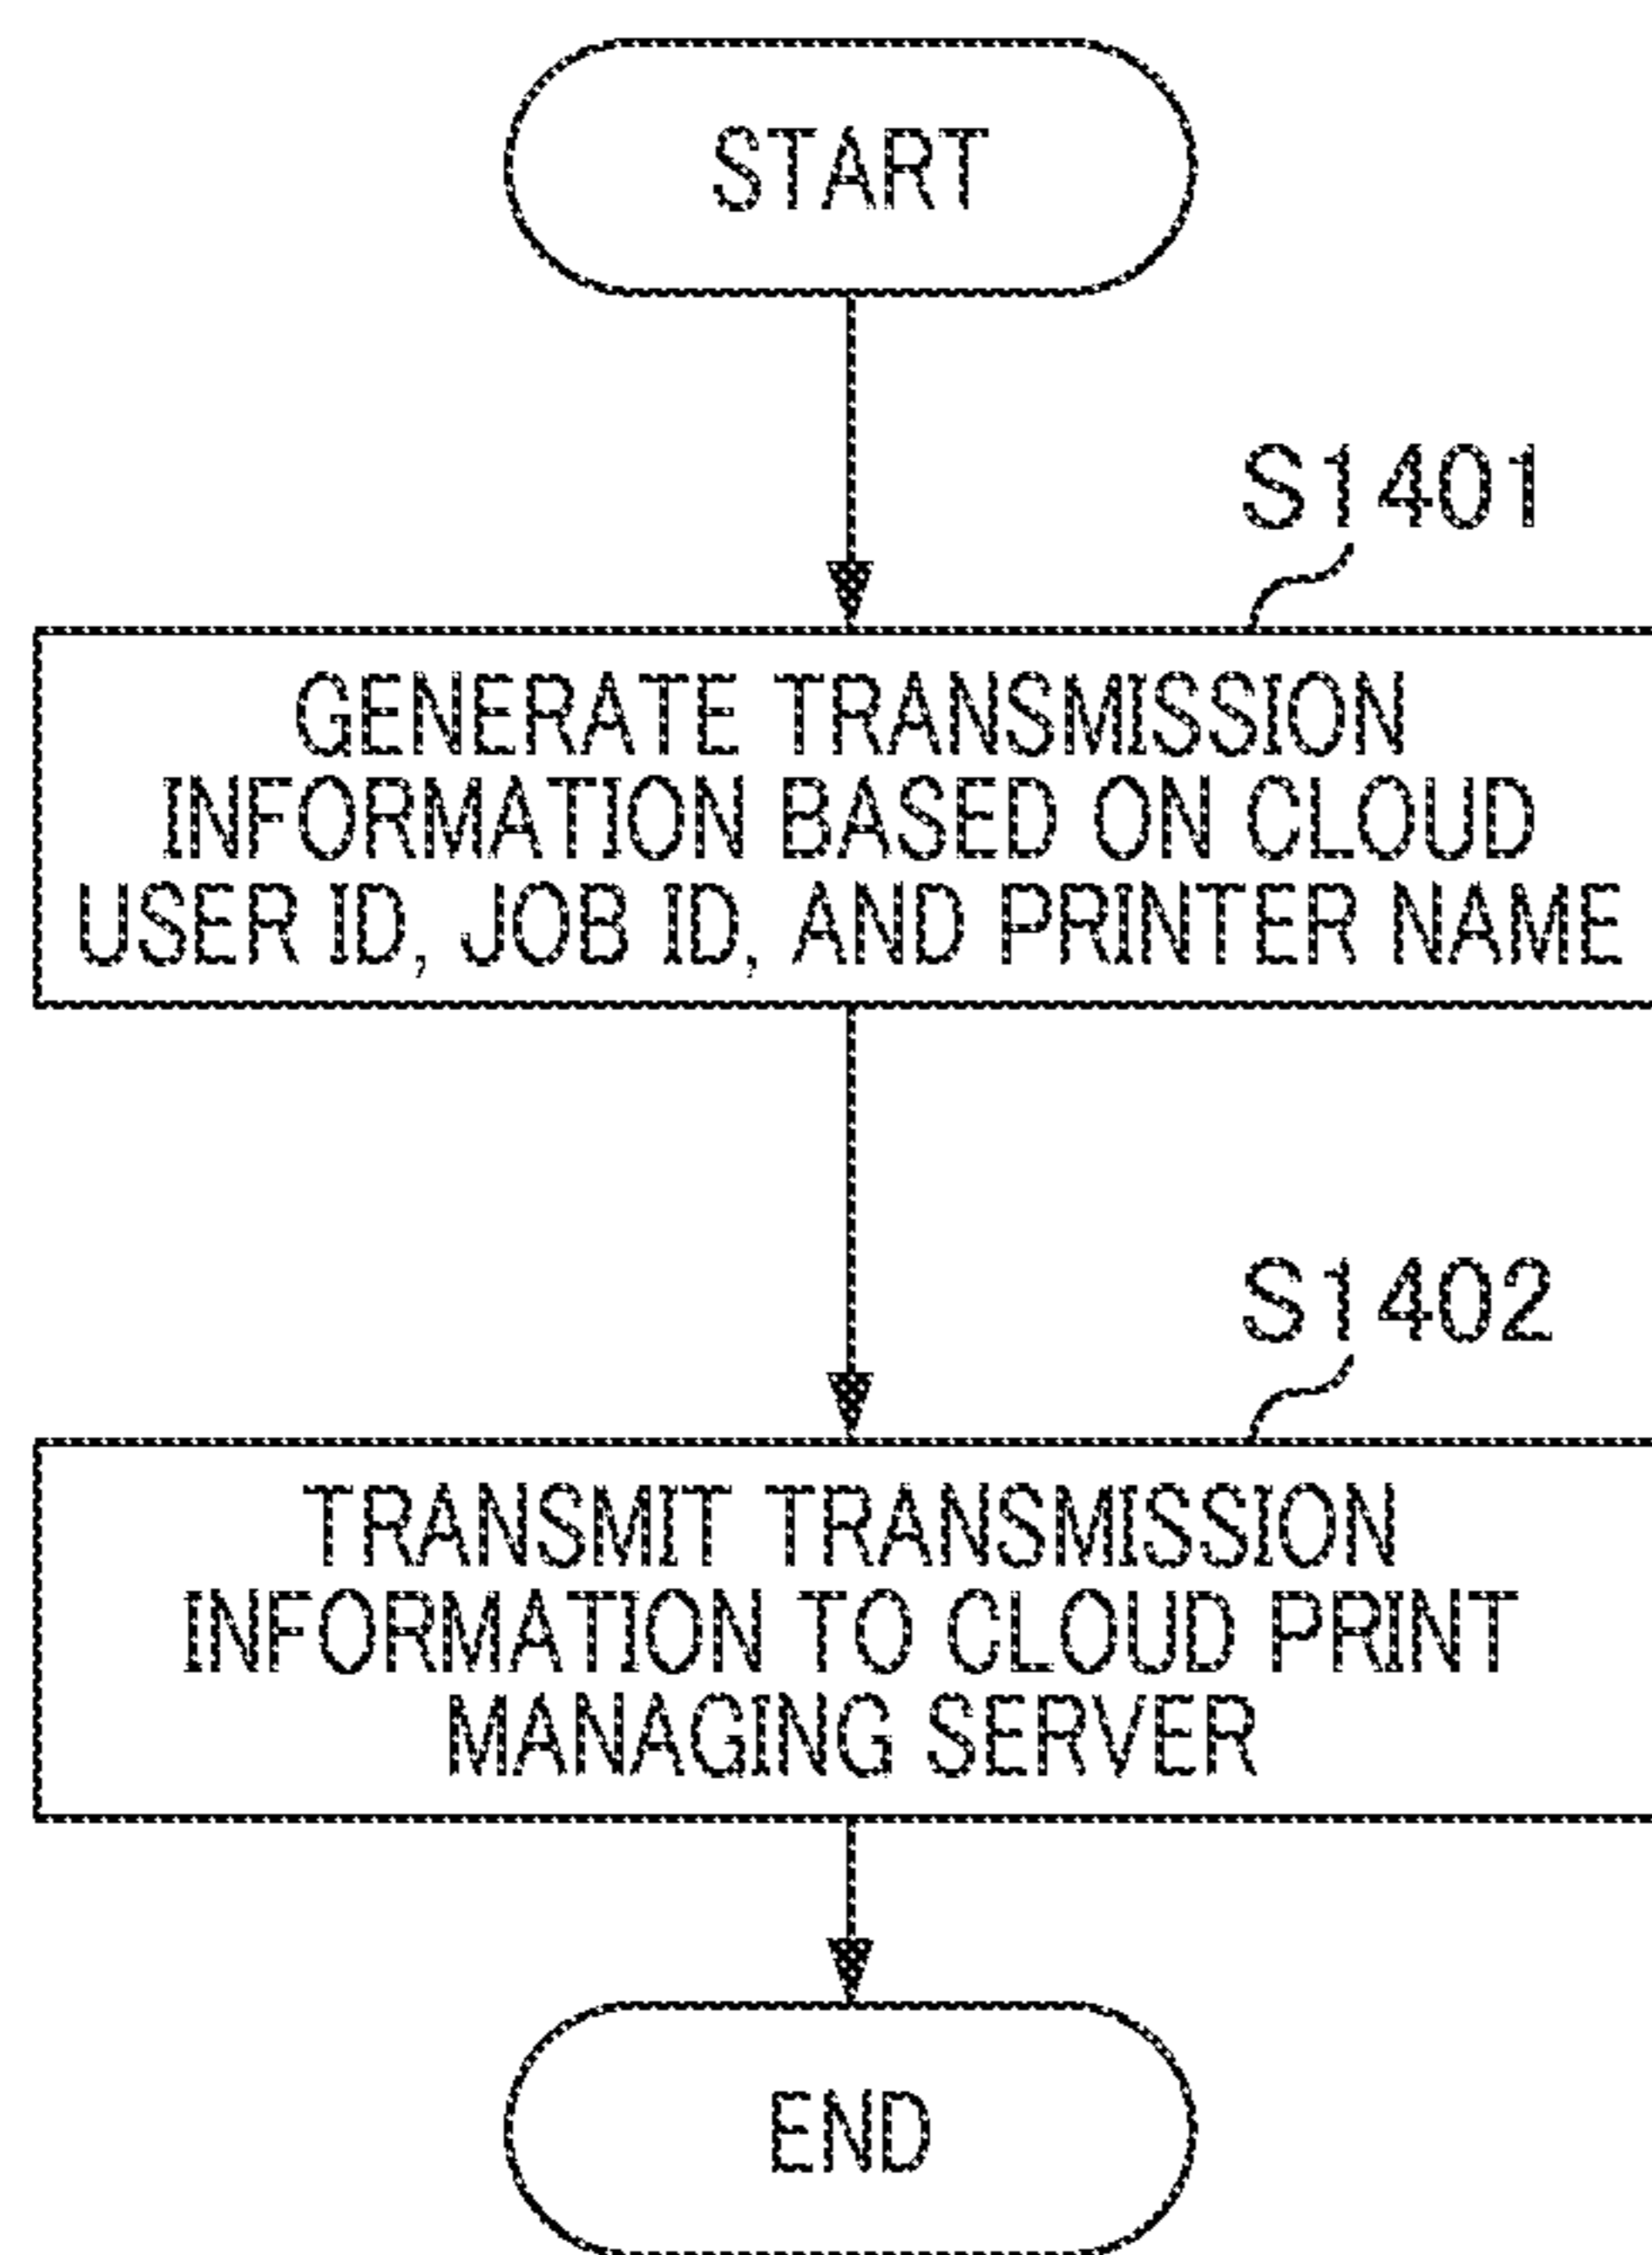 START
S1401
GENERATE TRANSMISSION
INFORMATION BASED ON CLOUD
USER ID, JOB ID, AND PRINTER NAME
S1402
TRANSMIT TRANSMISSION
INFORMATION TO CLOUD PRINT
MANAGING SERVER
END